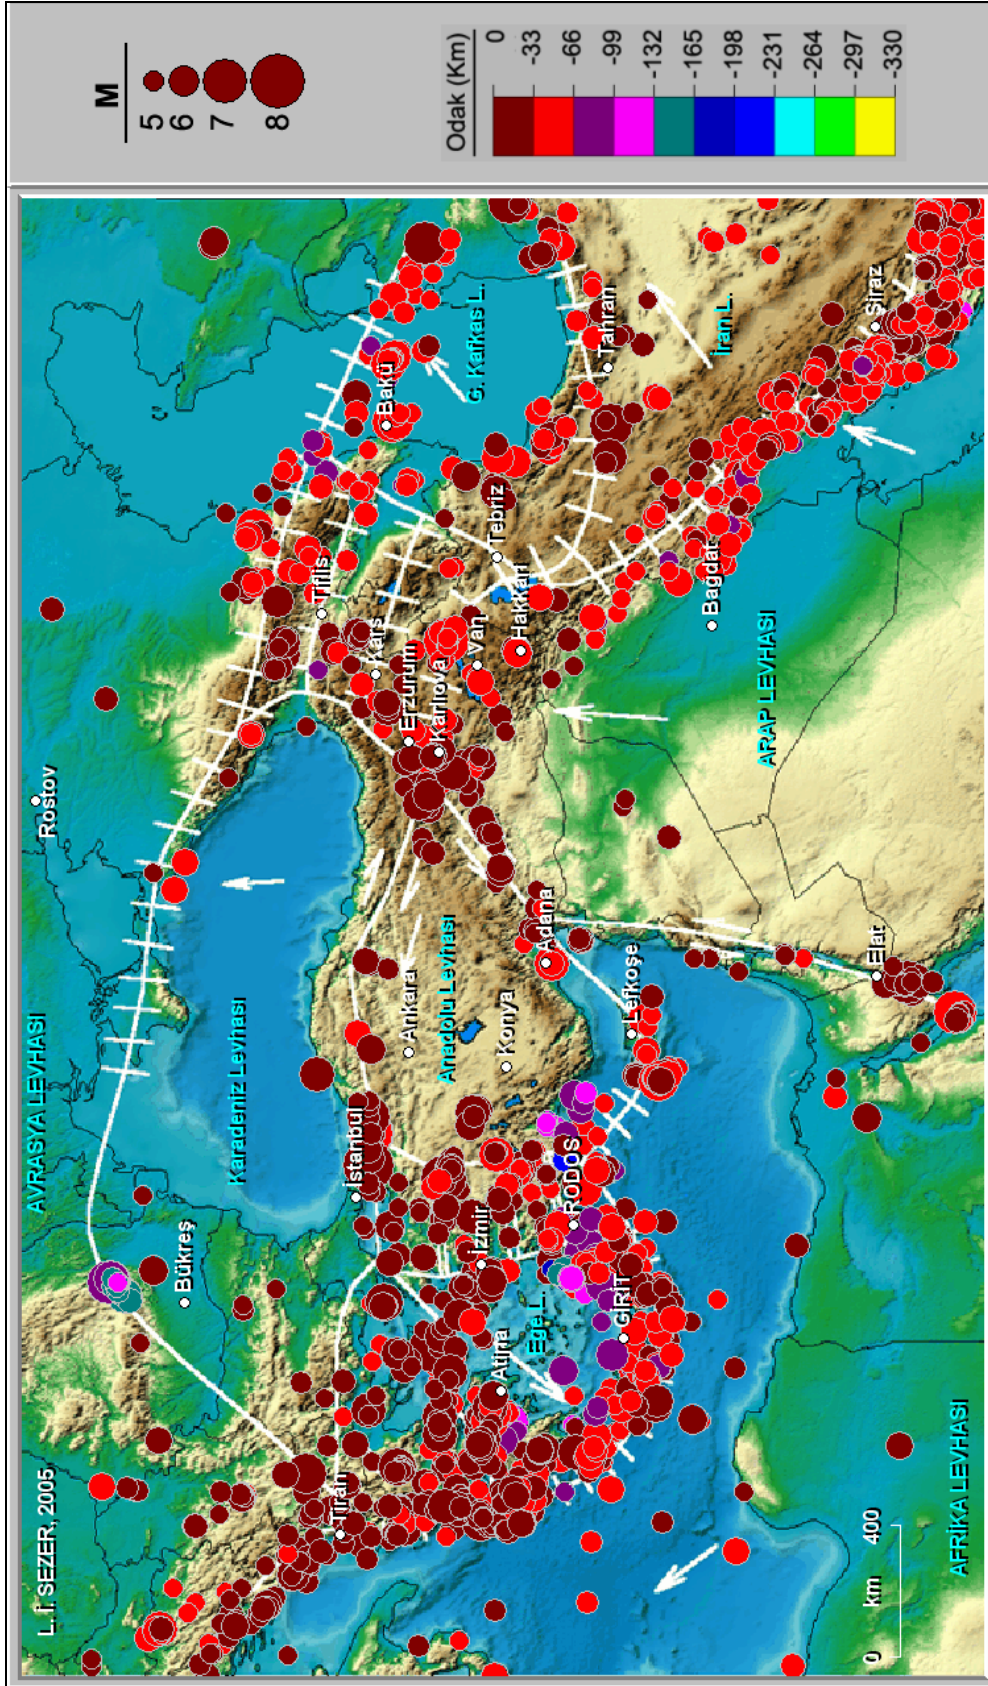 L.İ. SEZER, 2005
AVRASYA LEVHASI
Rostov
Bükreş
Karadeniz Levhası
Tiran
İstanbul
Ankara
Anadolu Levhası
Konya
İzmir
Atina
Ege L.
RODOS
GİRİT
Lefkoşe
Adana
Erzurum
Karlıova
Kars
Van
Hakkari
Tiflis
Tebriz
Bakü
G. Karkas L.
Tahran
İran L.
Şiraz
Bağdat
ARAP LEVHASI
Elat
AFRİKA LEVHASI
0 km 400
M
5
6
7
8
Odak (Km)
0
-33
-66
-99
-132
-165
-198
-231
-264
-297
-330